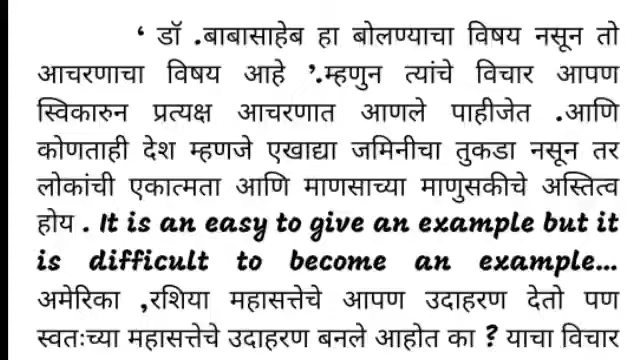 ‘ डॉ .बाबासाहेब हा बोलण्याचा विषय नसून तो
आचरणाचा विषय आहे ’.म्हणुन त्यांचे विचार आपण
स्विकारुन प्रत्यक्ष आचरणात आणले पाहीजेत .आणि
कोणताही देश म्हणजे एखाद्या जमिनीचा तुकडा नसून तर
लोकांची एकात्मता आणि माणसाच्या माणुसकीचे अस्तित्व
होय . It is an easy to give an example but it
is difficult to become an example...
अमेरिका ,रशिया महासत्तेचे आपण उदाहरण देतो पण
स्वतःच्या महासत्तेचे उदाहरण बनले आहोत का ? याचा विचार